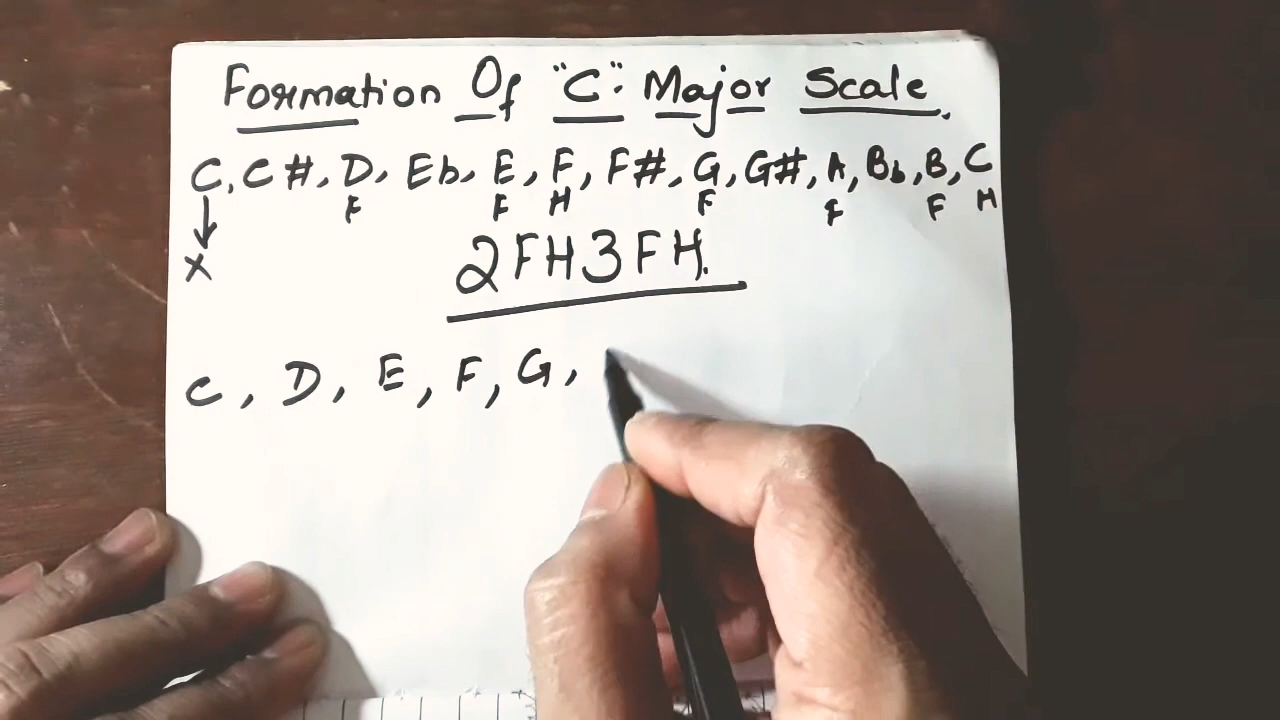 Formation Of "C". Major Scale.
C, C#, D, Eb, E, F, F#, G, G#, A, Bb, B, C
F F H F F F H
X
2FH3FH.
C, D, E, F, G,